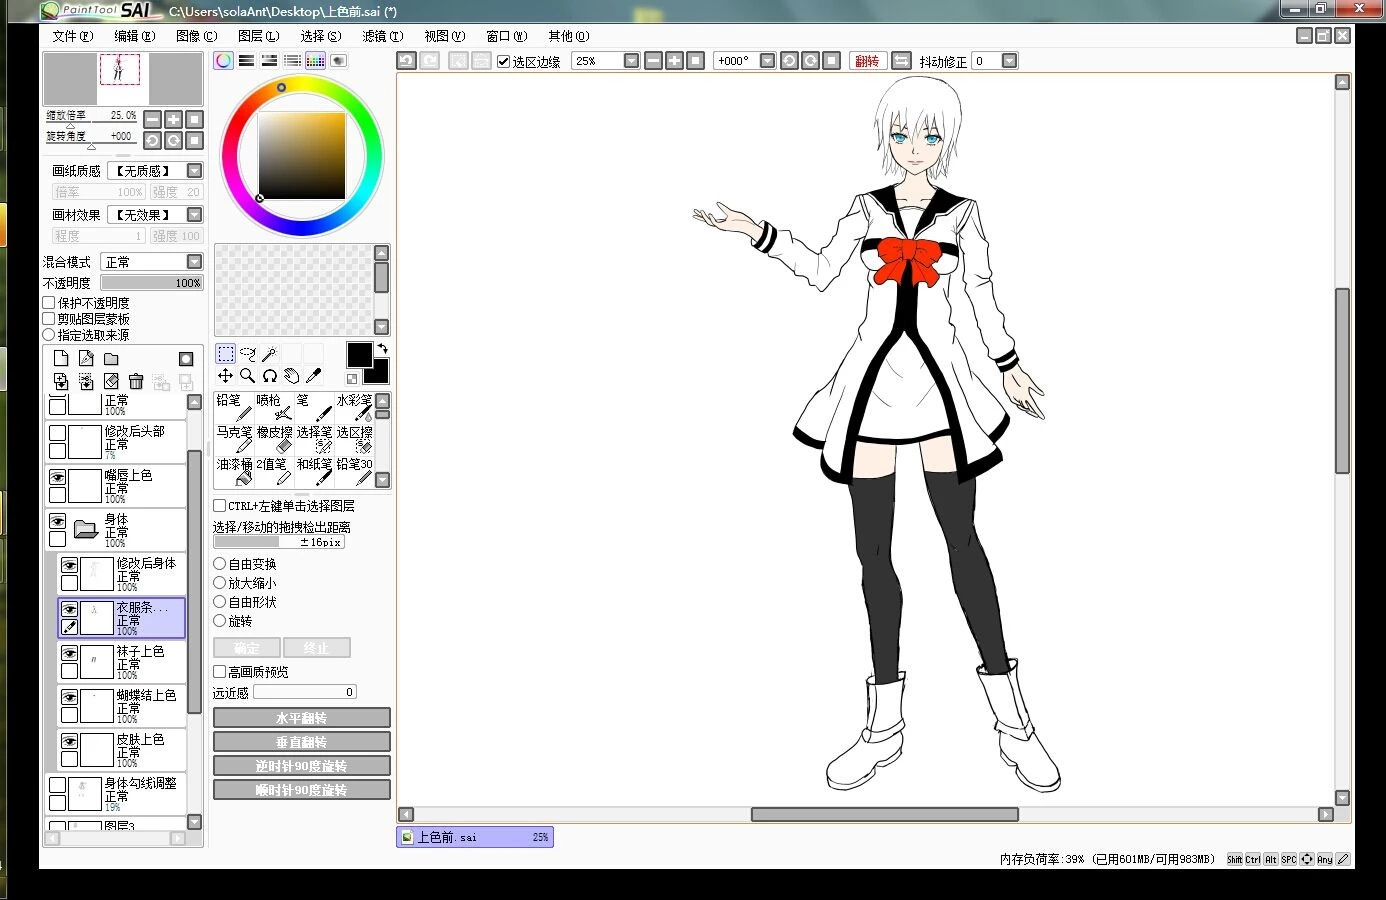 PaintTool SAI C:\Users\solaAnt\Desktop\上色前.sai (*)
文件(F) 编辑(E) 图像(C) 图层(L) 选择(S) 滤镜(T) 视图(V) 窗口(W) 其他(O)
选区边缘 25% +000° 翻转 抖动修正 0
缩放倍率 25.0%
旋转角度 +000
画纸质感 【无质感】
倍率 100% 强度 20
画材效果 【无效果】
程度 1 强度 100
混合模式 正常
不透明度 100%
保护不透明度
剪贴图层蒙板
指定选取来源
正常
100%
修改后头部
正常
7%
嘴唇上色
正常
100%
身体
正常
100%
修改后身体
正常
100%
衣服条...
正常
100%
袜子上色
正常
100%
蝴蝶结上色
正常
100%
皮肤上色
正常
100%
身体勾线调整
正常
19%
图层3
铅笔 喷枪 笔 水彩笔
马克笔 橡皮擦 选择笔 选区擦
油漆桶 2值笔 和纸笔 铅笔30
CTRL+左键单击选择图层
选择/移动的拖拽检出距离
±16pix
自由变换
放大缩小
自由形状
旋转
确定 终止
高画质预览
远近感 0
水平翻转
垂直翻转
逆时针90度旋转
顺时针90度旋转
上色前.sai 25%
内存负荷率:39% (已用601MB/可用983MB) Shift Ctrl Alt SPC Any